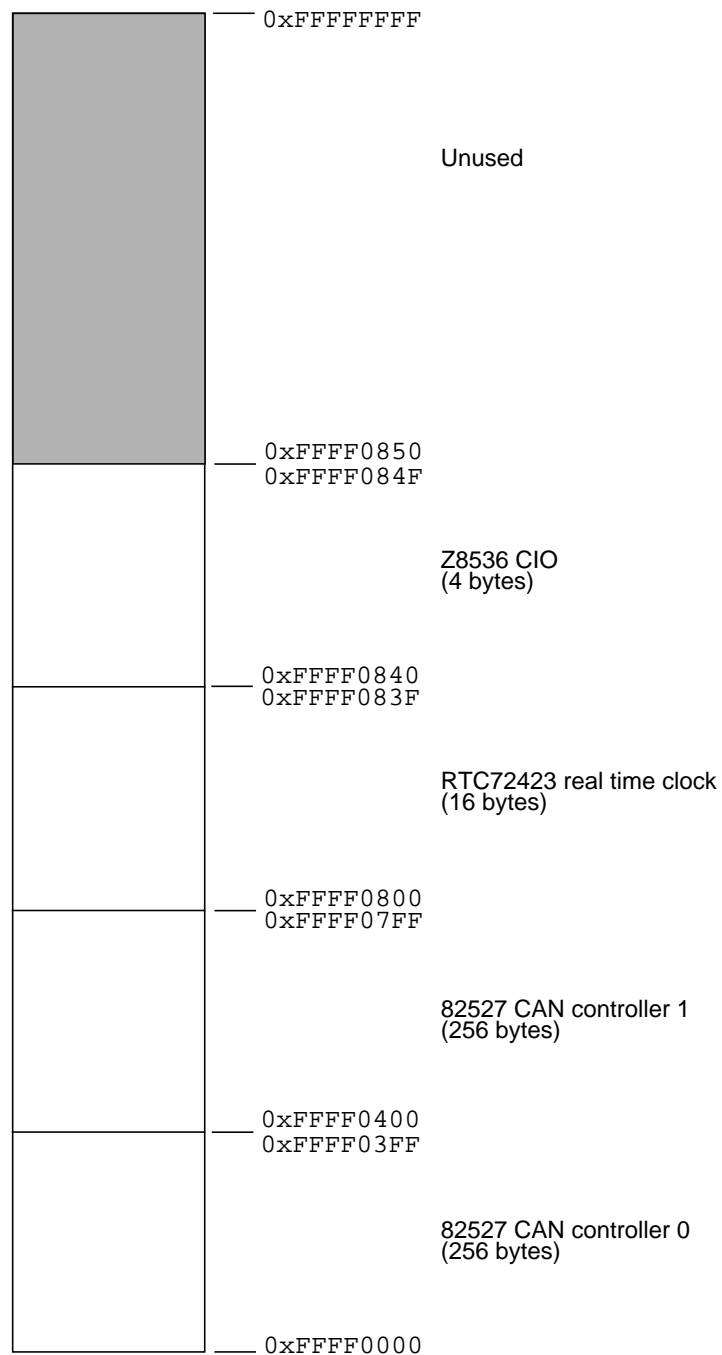 0xFFFFFFFF
Unused
0xFFFF0850
0xFFFF084F
Z8536 CIO
(4 bytes)
0xFFFF0840
0xFFFF083F
RTC72423 real time clock
(16 bytes)
0xFFFF0800
0xFFFF07FF
82527 CAN controller 1
(256 bytes)
0xFFFF0400
0xFFFF03FF
82527 CAN controller 0
(256 bytes)
0xFFFF0000